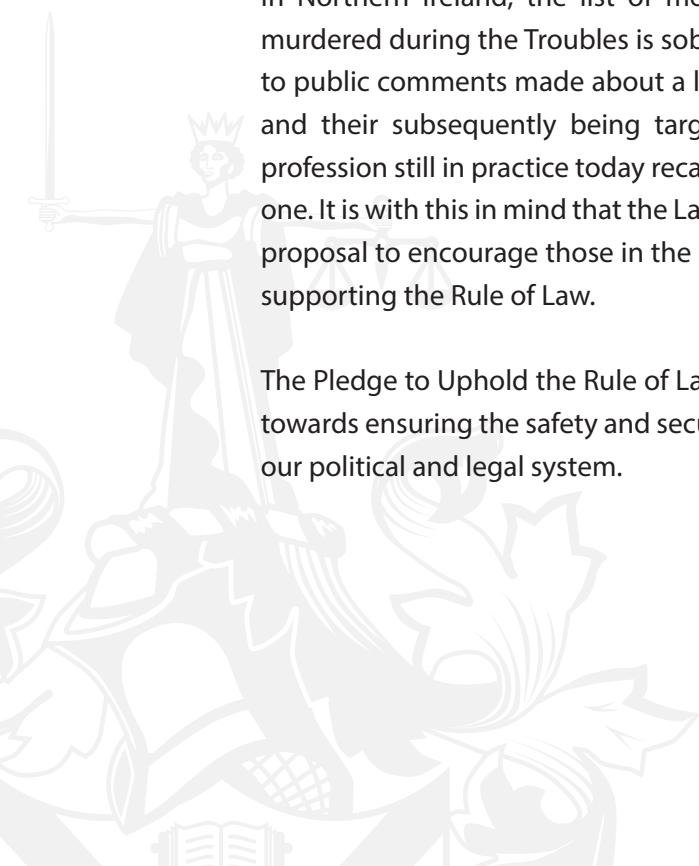 In Northern Ireland, the list of
murdered during the Troubles is
to public comments made about a
and their subsequently being
profession still in practice today
one. It is with this in mind that the
proposal to encourage those in the
supporting the Rule of Law.
The Pledge to Uphold the Rule of
towards ensuring the safety and
our political and legal system.